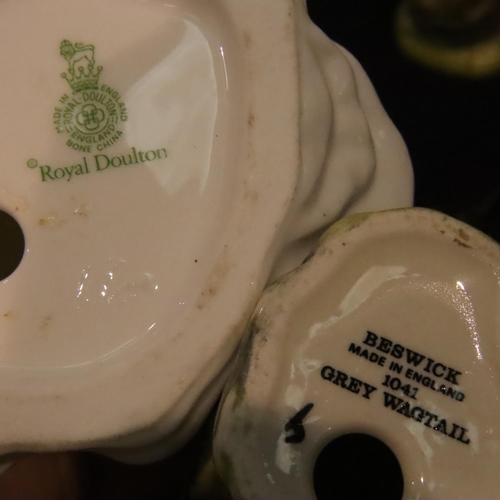 MADE IN ENGLAND
ROYAL DOULTON
ENGLAND
BONE CHINA
©Royal Doulton
BESWICK
MADE IN ENGLAND
1041
GREY WAGTAIL